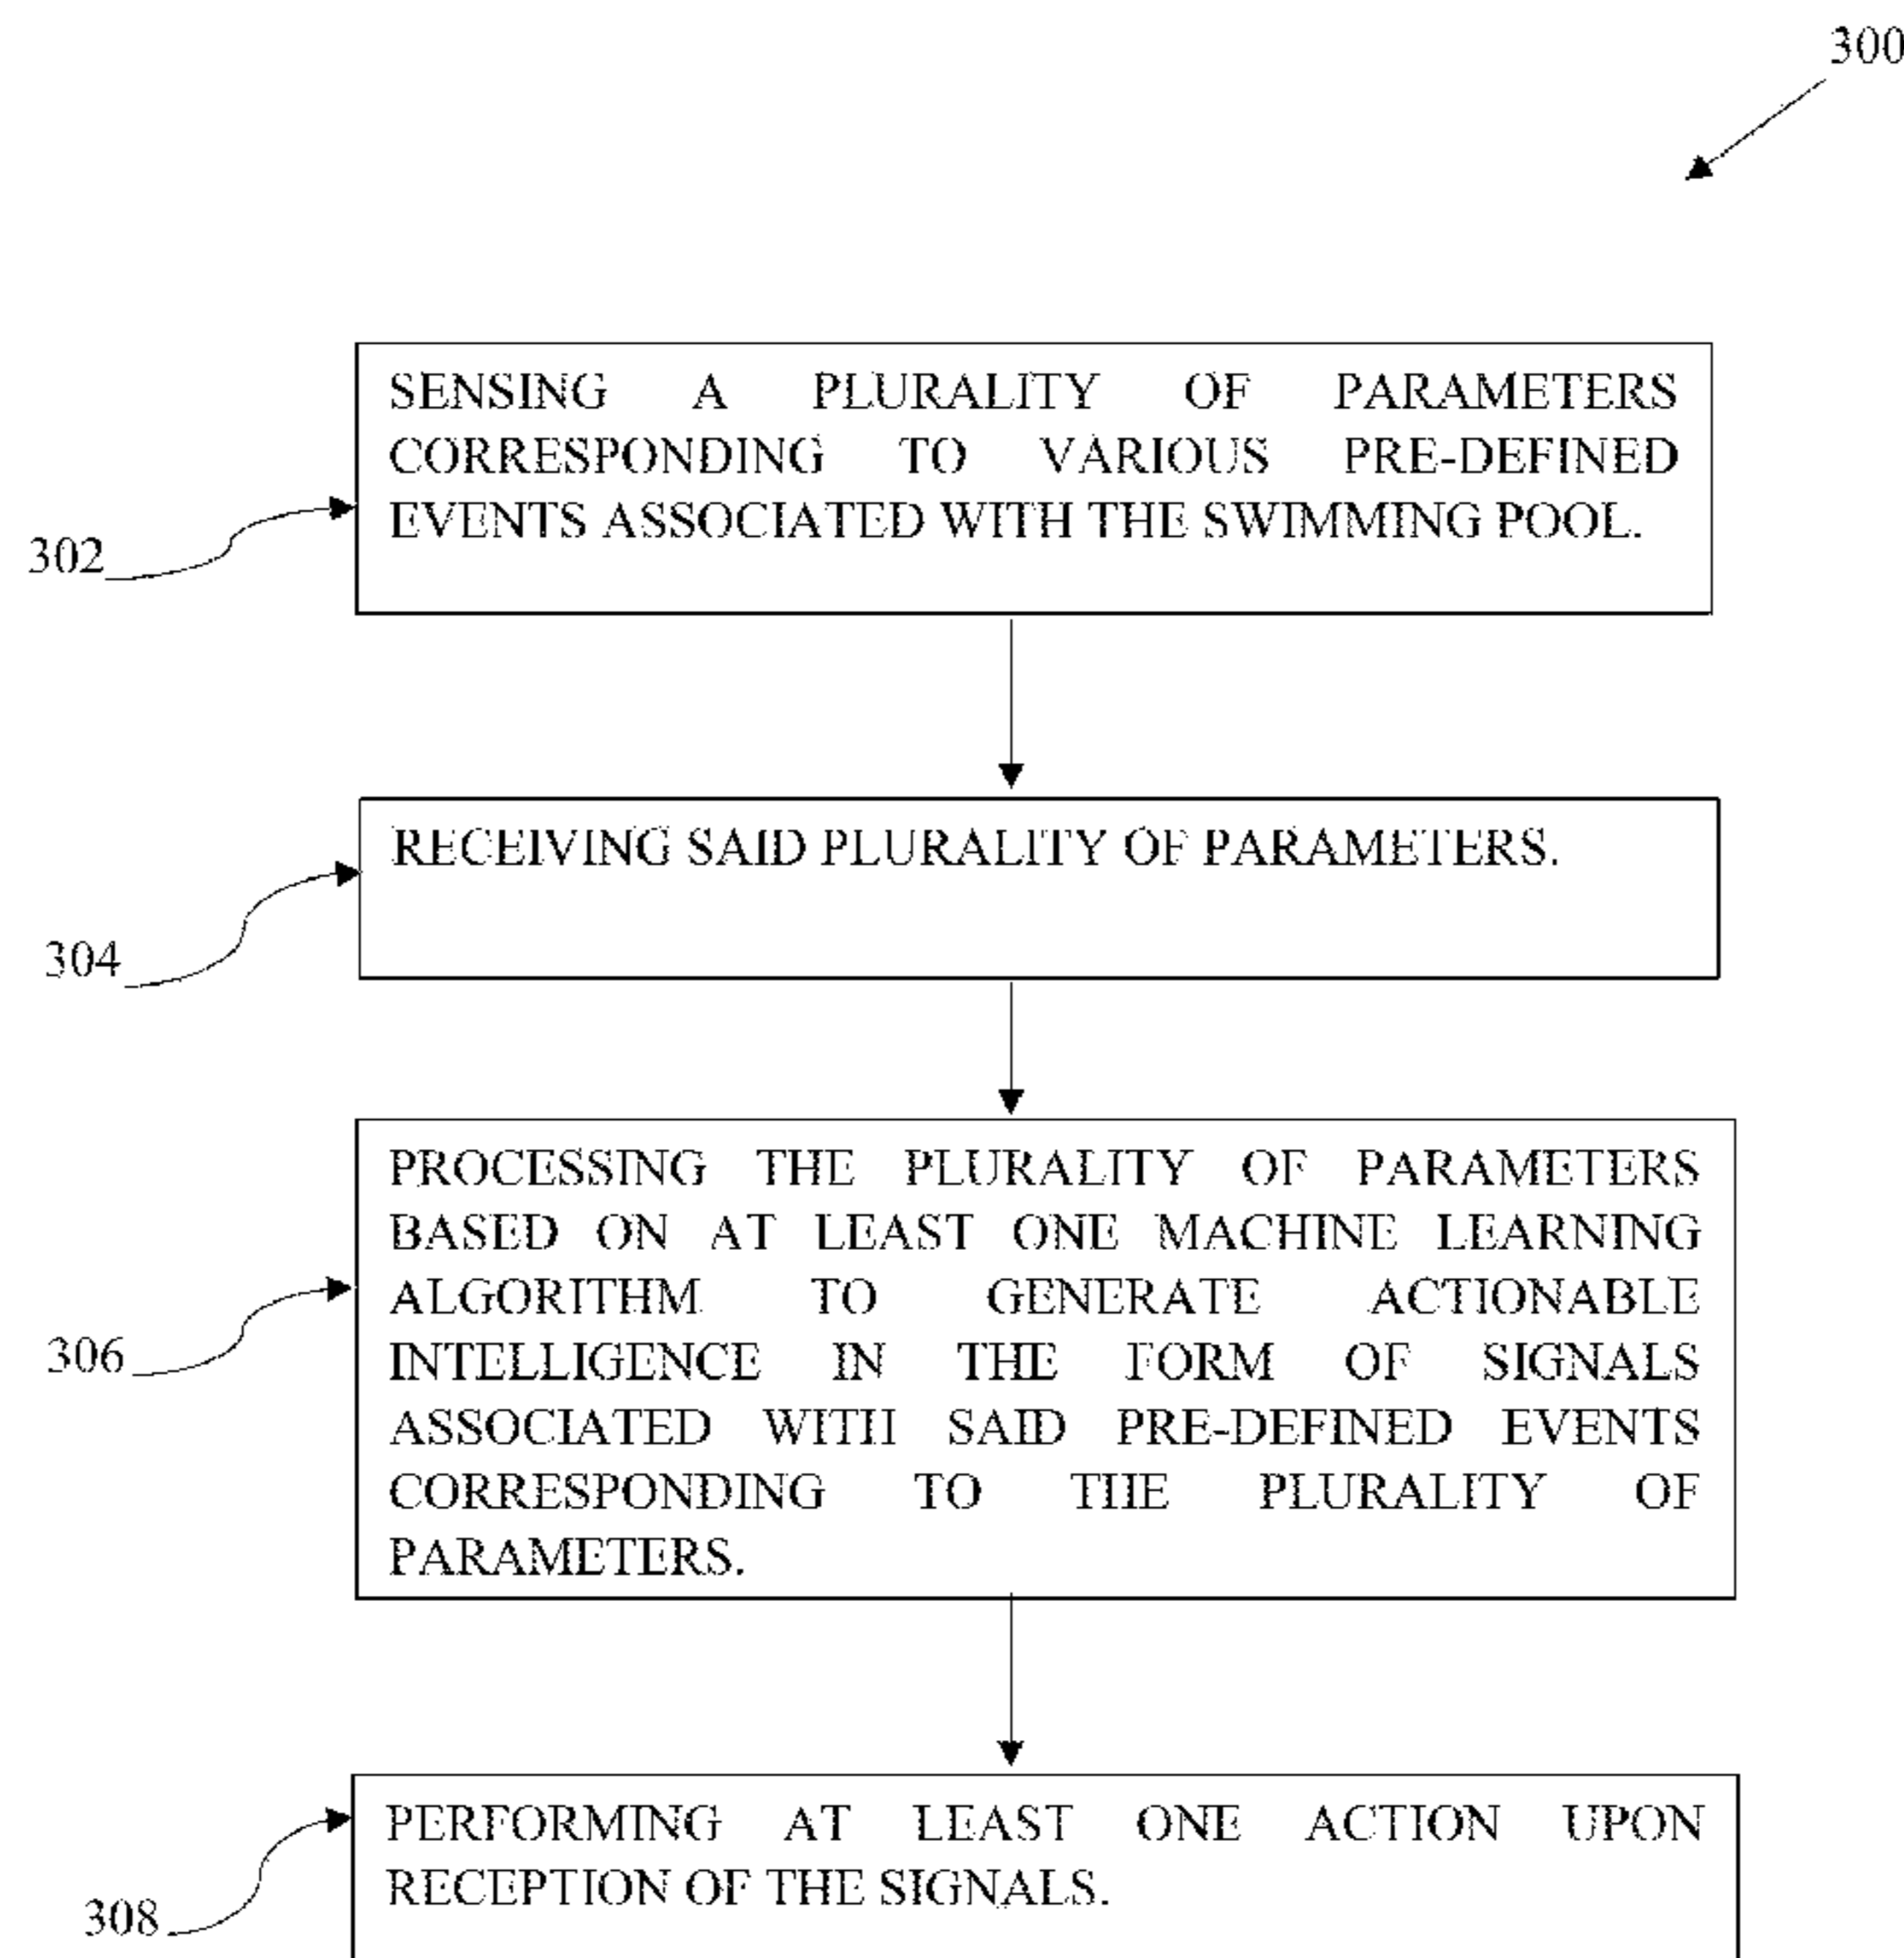 300
SENSING A PLURALITY OF PARAMETERS
CORRESPONDING TO VARIOUS PRE-DEFINED
EVENTS ASSOCIATED WITH THE SWIMMING POOL.
302
RECEIVING SAID PLURALITY OF PARAMETERS.
304
PROCESSING THE PLURALITY OF PARAMETERS
BASED ON AT LEAST ONE MACHINE LEARNING
ALGORITHM TO GENERATE ACTIONABLE
INTELLIGENCE IN THE FORM OF SIGNALS
ASSOCIATED WITH SAID PRE-DEFINED EVENTS
CORRESPONDING TO THE PLURALITY OF
PARAMETERS.
306
PERFORMING AT LEAST ONE ACTION UPON
RECEPTION OF THE SIGNALS.
308